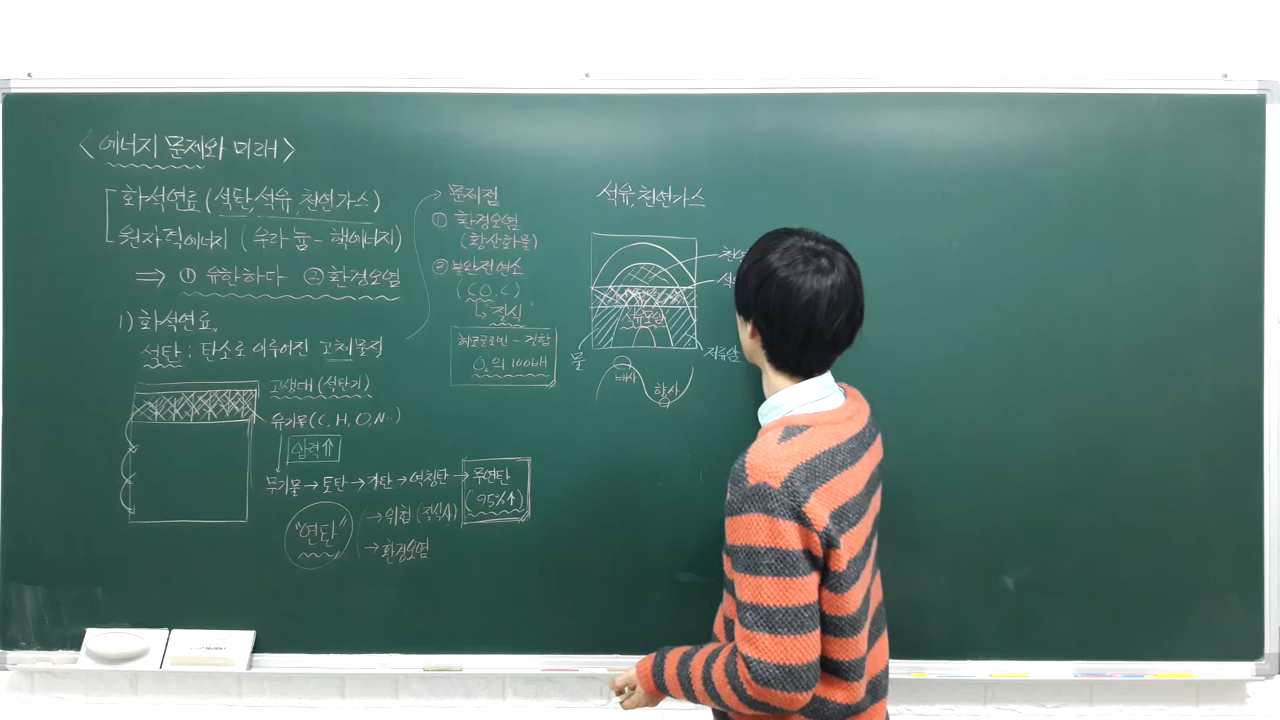 <에너지 문제와 미래>
화석연료 (석탄, 석유, 천연가스)
원자력에너지 (우라늄 - 핵에너지)
⇒ ① 유한하다 ② 환경오염
1) 화석연료
석탄 : 탄소로 이루어진 고체물질
고생대 (석탄기)
유기물 (C, H, O, N..)
압력⇑
무기물 → 토탄 → 갈탄 → 역청탄 → 무연탄
(95%↑)
"연탄"
→ 위험 (질식사)
→ 환경오염
→ 문제점
① 환경오염
(황산화물)
② 불완전연소
(CO, C)
↳ 질식
헤모글로빈 - 결합
O₂의 100배
석유, 천연가스
천연
석유
석유모암
물
저류암
배사
향사